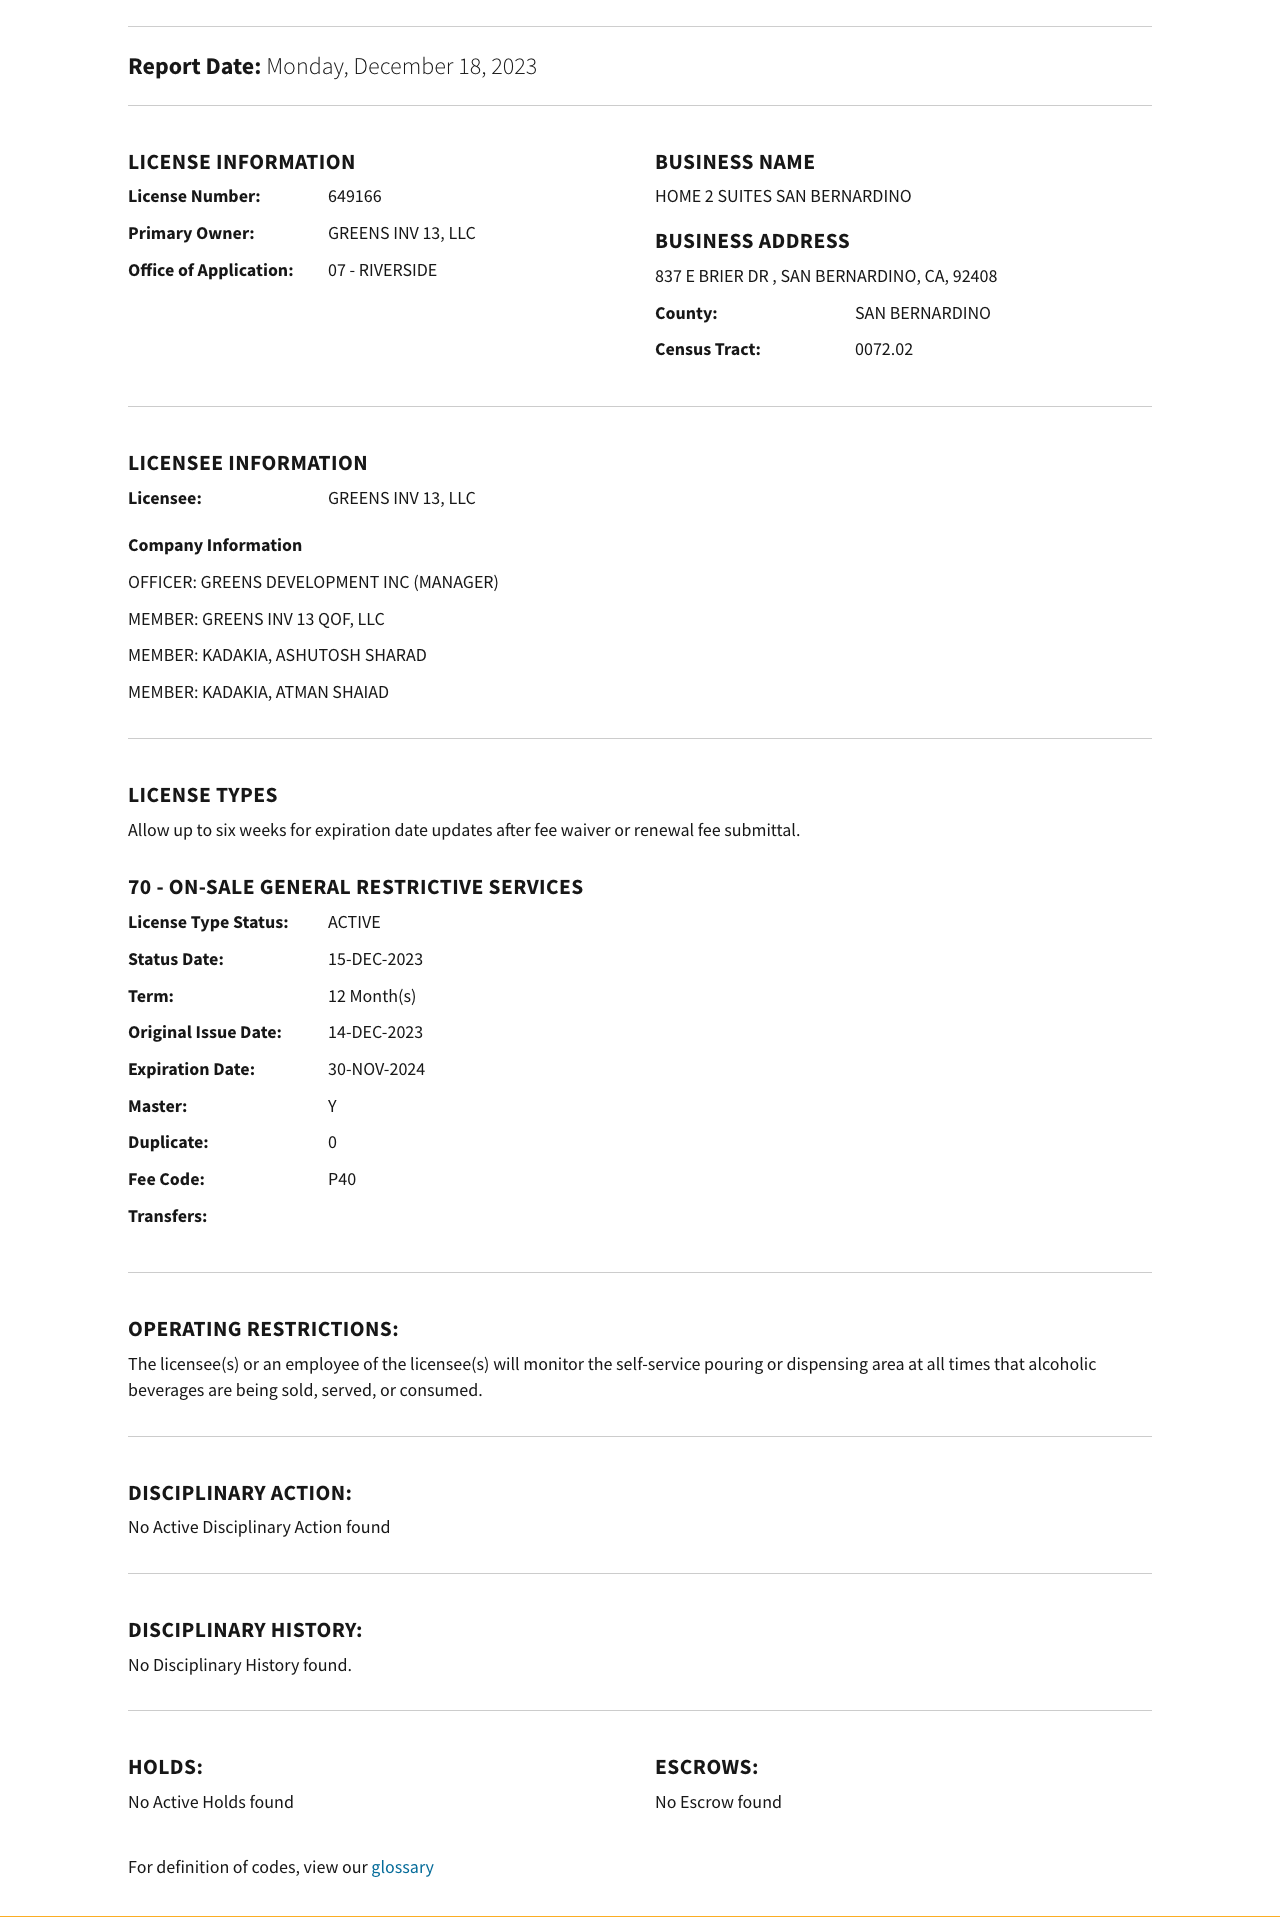 Report Date: Monday, December 18, 2023
LICENSE INFORMATION
License Number: 649166
Primary Owner: GREENS INV 13, LLC
Office of Application: 07 - RIVERSIDE
BUSINESS NAME
HOME 2 SUITES SAN BERNARDINO
BUSINESS ADDRESS
837 E BRIER DR , SAN BERNARDINO, CA, 92408
County: SAN BERNARDINO
Census Tract: 0072.02
LICENSEE INFORMATION
Licensee: GREENS INV 13, LLC
Company Information
OFFICER: GREENS DEVELOPMENT INC (MANAGER)
MEMBER: GREENS INV 13 QOF, LLC
MEMBER: KADAKIA, ASHUTOSH SHARAD
MEMBER: KADAKIA, ATMAN SHAIAD
LICENSE TYPES
Allow up to six weeks for expiration date updates after fee waiver or renewal fee submittal.
70 - ON-SALE GENERAL RESTRICTIVE SERVICES
License Type Status: ACTIVE
Status Date: 15-DEC-2023
Term: 12 Month(s)
Original Issue Date: 14-DEC-2023
Expiration Date: 30-NOV-2024
Master: Y
Duplicate: 0
Fee Code: P40
Transfers:
OPERATING RESTRICTIONS:
The licensee(s) or an employee of the licensee(s) will monitor the self-service pouring or dispensing area at all times that alcoholic
beverages are being sold, served, or consumed.
DISCIPLINARY ACTION:
No Active Disciplinary Action found
DISCIPLINARY HISTORY:
No Disciplinary History found.
HOLDS:
No Active Holds found
ESCROWS:
No Escrow found
For definition of codes, view our glossary